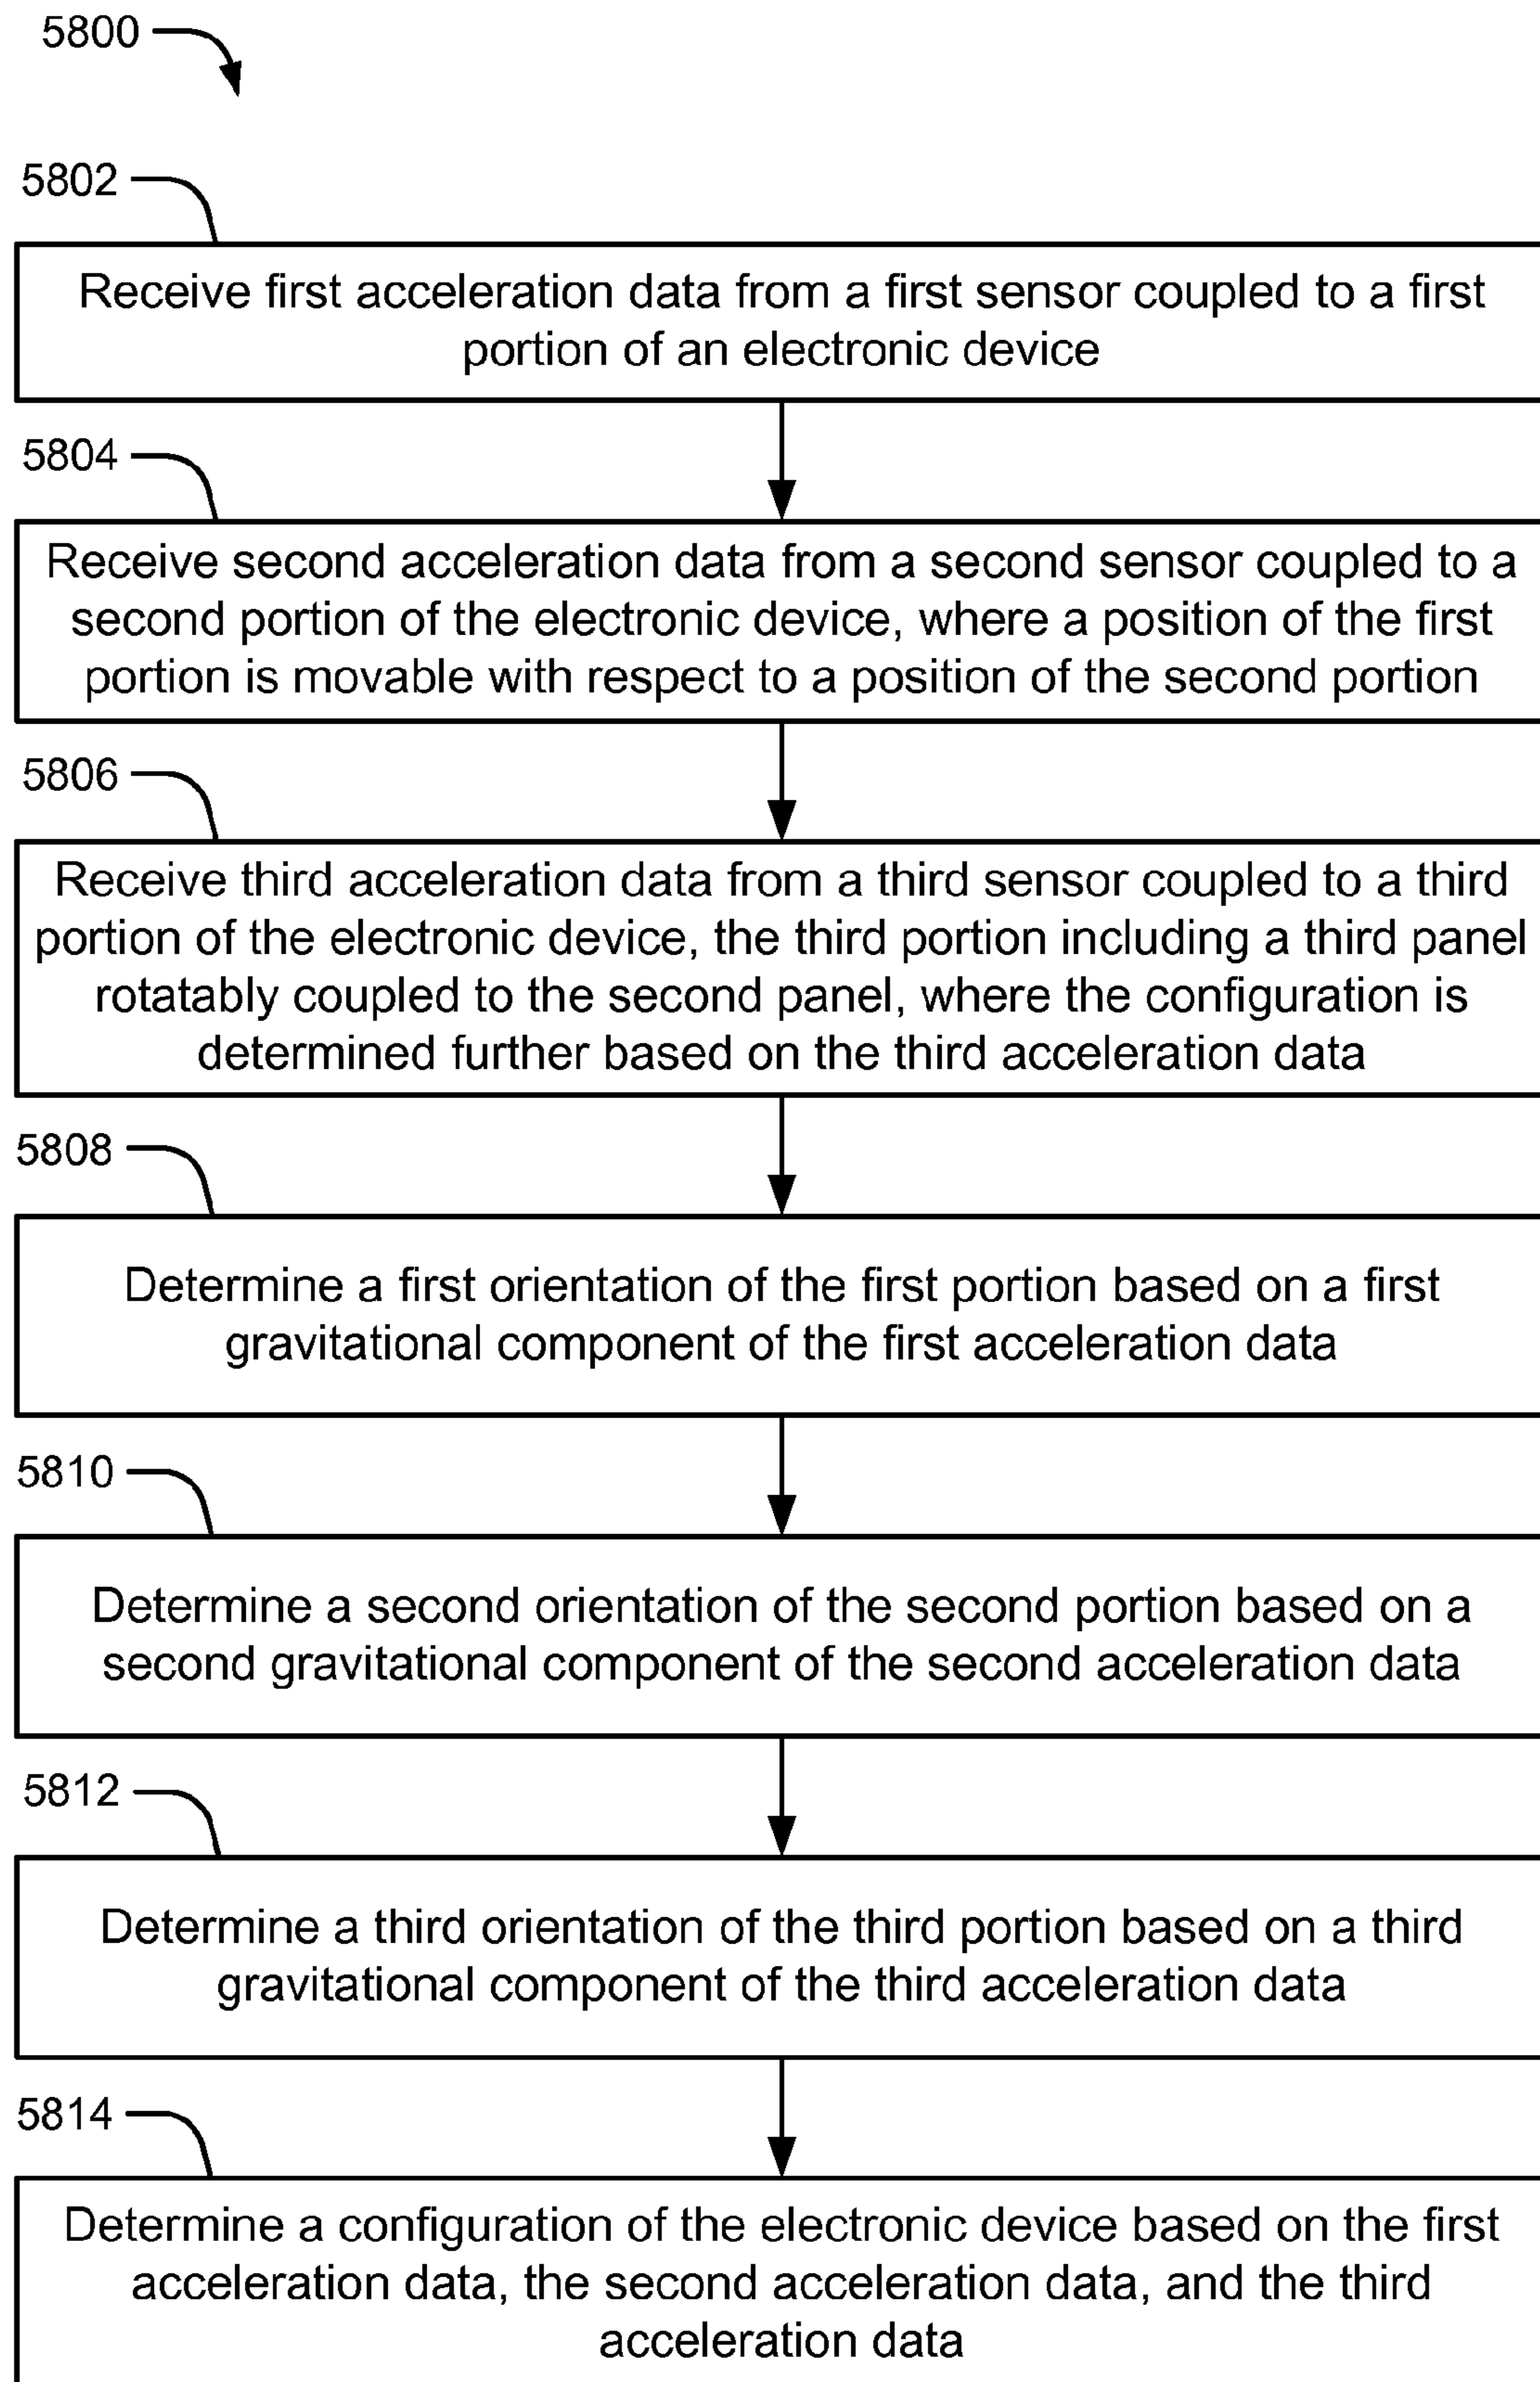 5800
5802
Receive first acceleration data from a first sensor coupled to a first
portion of an electronic device
5804
Receive second acceleration data from a second sensor coupled to a
second portion of the electronic device, where a position of the first
portion is movable with respect to a position of the second portion
5806
Receive third acceleration data from a third sensor coupled to a third
portion of the electronic device, the third portion including a third panel
rotatably coupled to the second panel, where the configuration is
determined further based on the third acceleration data
5808
Determine a first orientation of the first portion based on a first
gravitational component of the first acceleration data
5810
Determine a second orientation of the second portion based on a
second gravitational component of the second acceleration data
5812
Determine a third orientation of the third portion based on a third
gravitational component of the third acceleration data
5814
Determine a configuration of the electronic device based on the first
acceleration data, the second acceleration data, and the third
acceleration data